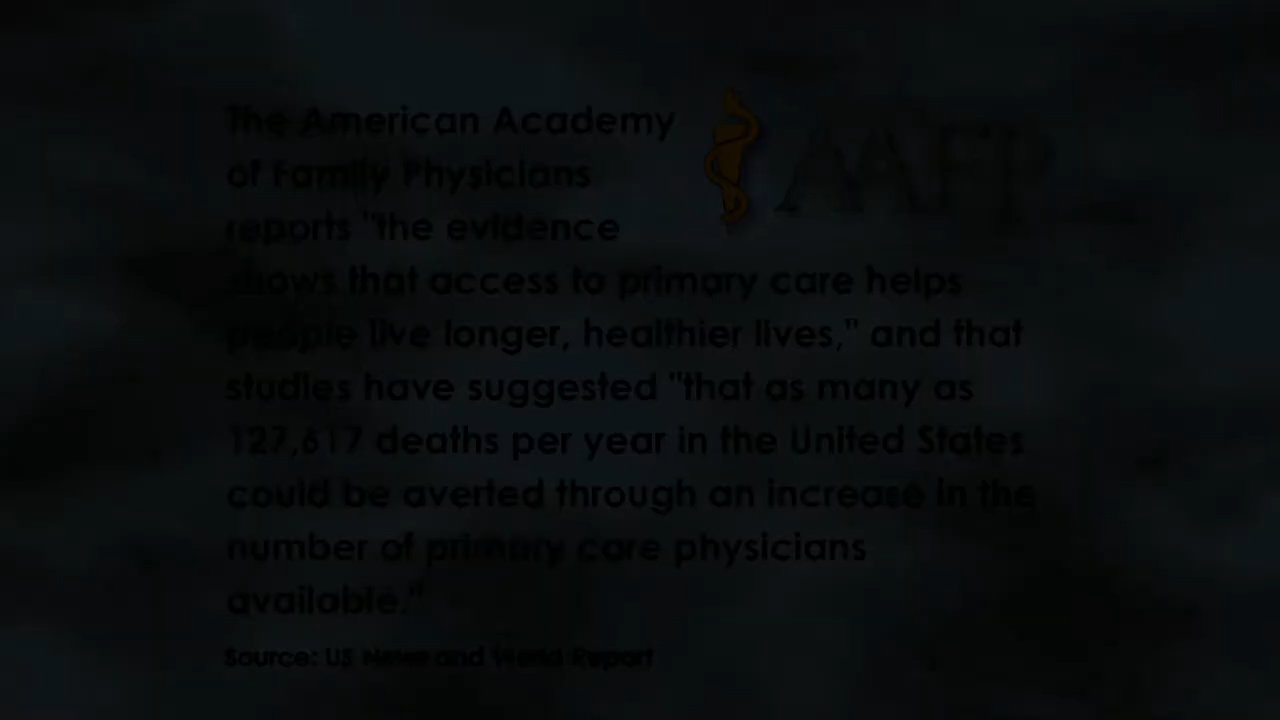 The American Academy
of Family Physicians
reports "the evidence
shows that access to primary care helps
people live longer, healthier lives," and that
studies have suggested "that as many as
127,617 deaths per year in the United States
could be averted through an increase in the
number of primary care physicians
available."
Source: US News and World Report
AAFP